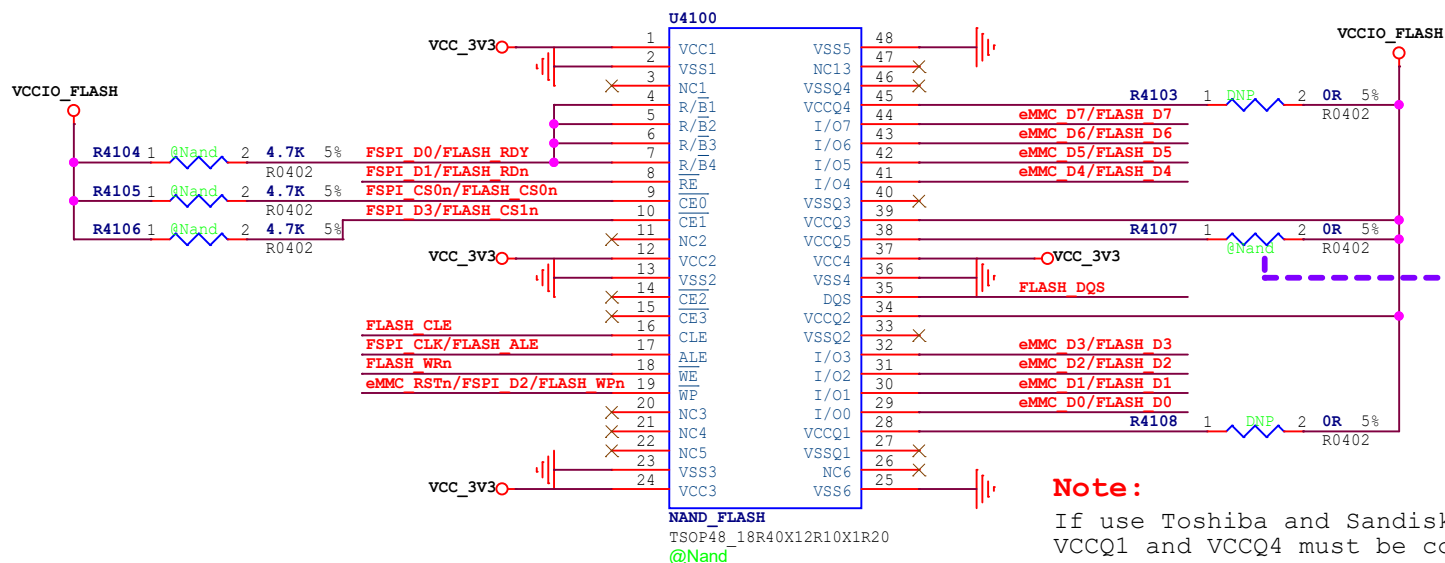 U4100
VCC_3V3
1 VCC1
2 VSS1
3 NC1
4 R/B1
5 R/B2
6 R/B3
7 R/B4
8 RE
9 CE0
10 CE1
11 NC2
12 VCC2
13 VSS2
14 CE2
15 CE3
16 CLE
17 ALE
18 WE
19 WP
20 NC3
21 NC4
22 NC5
23 VSS3
24 VCC3
VCCIO_FLASH
R4104 1 @Nand 2 4.7K 5% FSPI_D0/FLASH_RDY
R0402
FSPI_D1/FLASH_RDn
R4105 1 @Nand 2 4.7K 5% FSPI_CS0n/FLASH_CS0n
R0402
FSPI_D3/FLASH_CS1n
R4106 1 @Nand 2 4.7K 5%
R0402
VCC_3V3
FLASH_CLE
FSPI_CLK/FLASH_ALE
FLASH_WRn
eMMC_RSTn/FSPI_D2/FLASH_WPn
VCC_3V3
VSS5 48
NC13 47
VSSQ4 46
VCCQ4 45
I/O7 44
I/O6 43
I/O5 42
I/O4 41
VSSQ3 40
VCCQ3 39
VCCQ5 38
VCC4 37
VSS4 36
DQS 35
VCCQ2 34
VSSQ2 33
I/O3 32
I/O2 31
I/O1 30
I/O0 29
VCCQ1 28
VSSQ1 27
NC6 26
VSS6 25
VCCIO_FLASH
R4103 1 DNP 2 0R 5%
R0402
eMMC_D7/FLASH_D7
eMMC_D6/FLASH_D6
eMMC_D5/FLASH_D5
eMMC_D4/FLASH_D4
R4107 1 @Nand 2 0R 5%
R0402
VCC_3V3
FLASH_DQS
eMMC_D3/FLASH_D3
eMMC_D2/FLASH_D2
eMMC_D1/FLASH_D1
eMMC_D0/FLASH_D0
R4108 1 DNP 2 0R 5%
R0402
NAND_FLASH
TSOP48_18R40X12R10X1R20
@Nand
Note:
If use Toshiba and Sandisk
VCCQ1 and VCCQ4 must be co